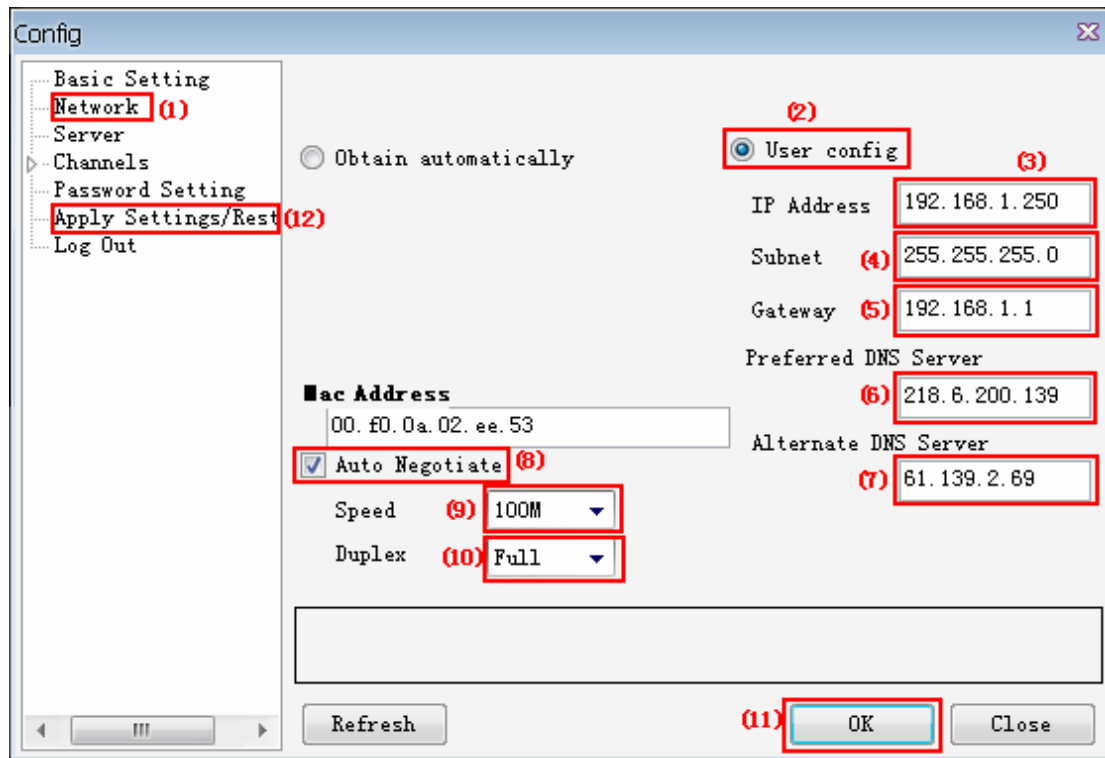 Config
Basic Setting
Network (1)
Server
Channels
Password Setting
Apply Settings/Rest (12)
Log Out
Obtain automatically
(2)
User config
(3)
IP Address 192.168.1.250
Subnet (4) 255.255.255.0
Gateway (5) 192.168.1.1
Preferred DNS Server
(6) 218.6.200.139
Alternate DNS Server
(7) 61.139.2.69
Mac Address
00.f0.0a.02.ee.53
Auto Negotiate (8)
Speed (9) 100M
Duplex (10) Full
Refresh
(11) OK
Close